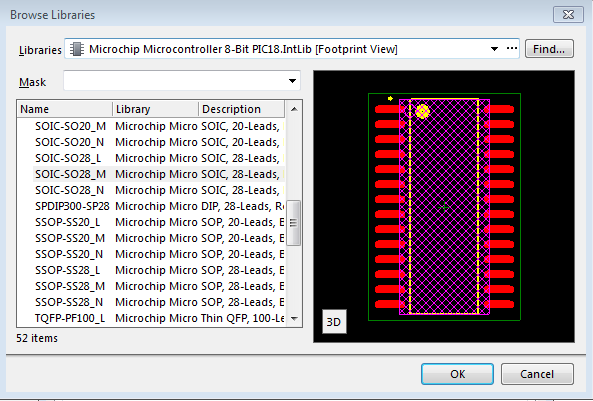 Browse Libraries
Libraries Microchip Microcontroller 8-Bit PIC18.IntLib [Footprint View] ... Find...
Mask
Name Library Description
SOIC-SO20_M Microchip Micro SOIC, 20-Leads,
SOIC-SO20_N Microchip Micro SOIC, 20-Leads,
SOIC-SO28_L Microchip Micro SOIC, 28-Leads,
SOIC-SO28_M Microchip Micro SOIC, 28-Leads,
SOIC-SO28_N Microchip Micro SOIC, 28-Leads,
SPDIP300-SP28 Microchip Micro DIP, 28-Leads, Ro
SSOP-SS20_L Microchip Micro SOP, 20-Leads, B
SSOP-SS20_M Microchip Micro SOP, 20-Leads, B
SSOP-SS20_N Microchip Micro SOP, 20-Leads, B
SSOP-SS28_L Microchip Micro SOP, 28-Leads, B
SSOP-SS28_M Microchip Micro SOP, 28-Leads, B
SSOP-SS28_N Microchip Micro SOP, 28-Leads, B
TQFP-PF100_L Microchip Micro Thin QFP, 100-Le
3D
52 items
OK Cancel